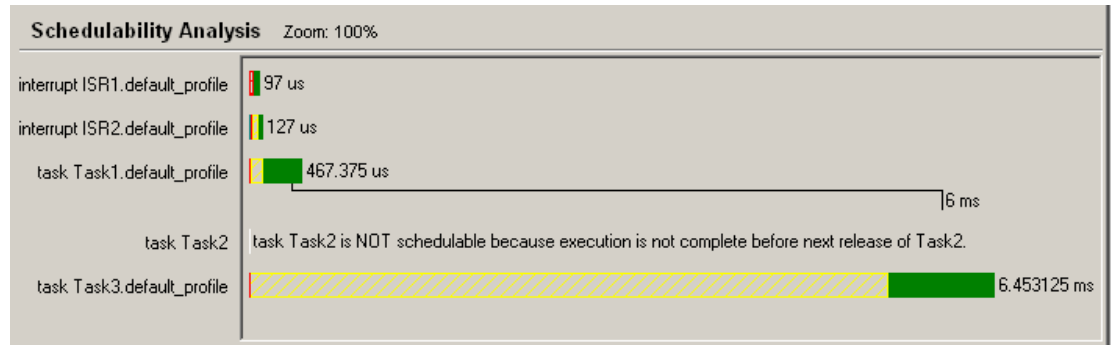 Schedulability Analysis Zoom: 100%
interrupt ISR1.default_profile 97 us
interrupt ISR2.default_profile 127 us
task Task1.default_profile 467.375 us
6 ms
task Task2 task Task2 is NOT schedulable because execution is not complete before next release of Task2.
task Task3.default_profile 6.453125 ms